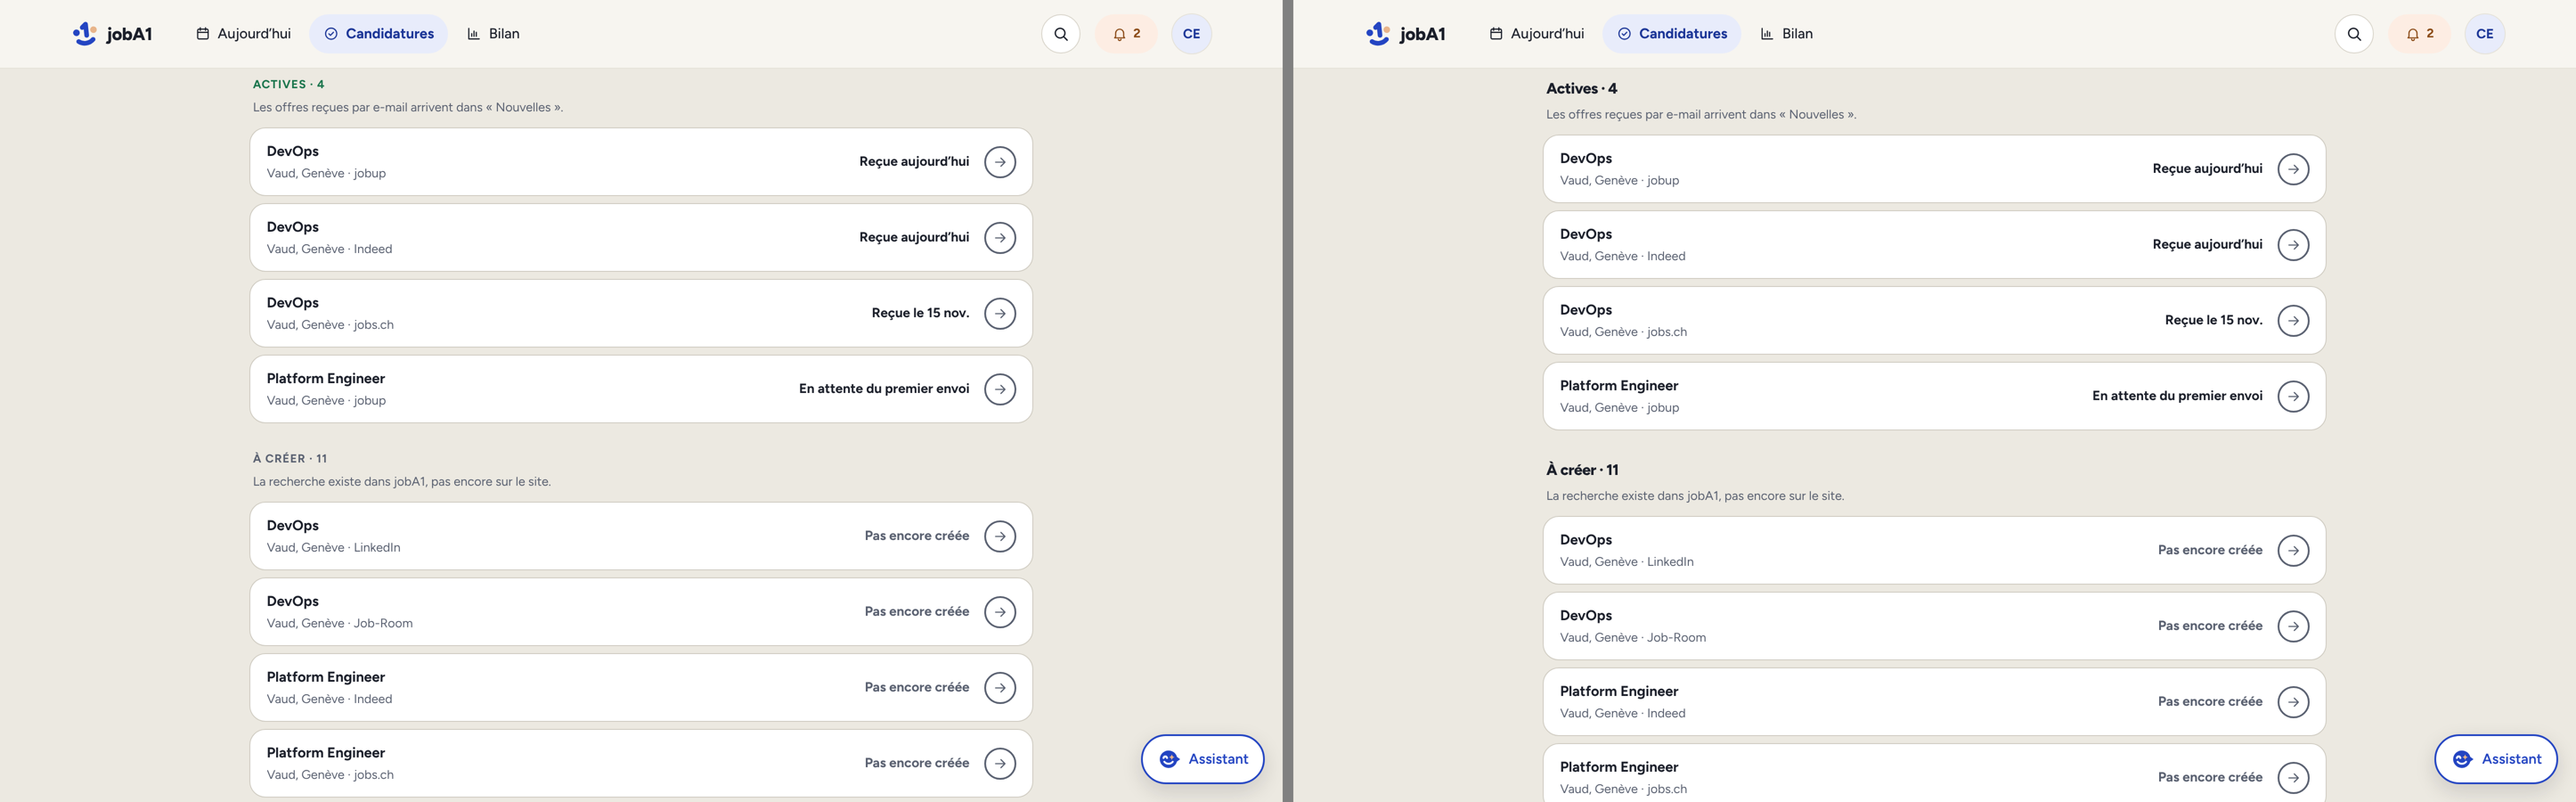 jobA1
Aujourd’hui
Candidatures
Bilan
2
CE
ACTIVES · 4
Les offres reçues par e-mail arrivent dans « Nouvelles ».
DevOps
Vaud, Genève · jobup
Reçue aujourd’hui
DevOps
Vaud, Genève · Indeed
Reçue aujourd’hui
DevOps
Vaud, Genève · jobs.ch
Reçue le 15 nov.
Platform Engineer
Vaud, Genève · jobup
En attente du premier envoi
À CRÉER · 11
La recherche existe dans jobA1, pas encore sur le site.
DevOps
Vaud, Genève · LinkedIn
Pas encore créée
DevOps
Vaud, Genève · Job-Room
Pas encore créée
Platform Engineer
Vaud, Genève · Indeed
Pas encore créée
Platform Engineer
Vaud, Genève · jobs.ch
Pas encore créée
Assistant
jobA1
Aujourd’hui
Candidatures
Bilan
2
CE
Actives · 4
Les offres reçues par e-mail arrivent dans « Nouvelles ».
DevOps
Vaud, Genève · jobup
Reçue aujourd’hui
DevOps
Vaud, Genève · Indeed
Reçue aujourd’hui
DevOps
Vaud, Genève · jobs.ch
Reçue le 15 nov.
Platform Engineer
Vaud, Genève · jobup
En attente du premier envoi
À créer · 11
La recherche existe dans jobA1, pas encore sur le site.
DevOps
Vaud, Genève · LinkedIn
Pas encore créée
DevOps
Vaud, Genève · Job-Room
Pas encore créée
Platform Engineer
Vaud, Genève · Indeed
Pas encore créée
Platform Engineer
Vaud, Genève · jobs.ch
Pas encore créée
Assistant